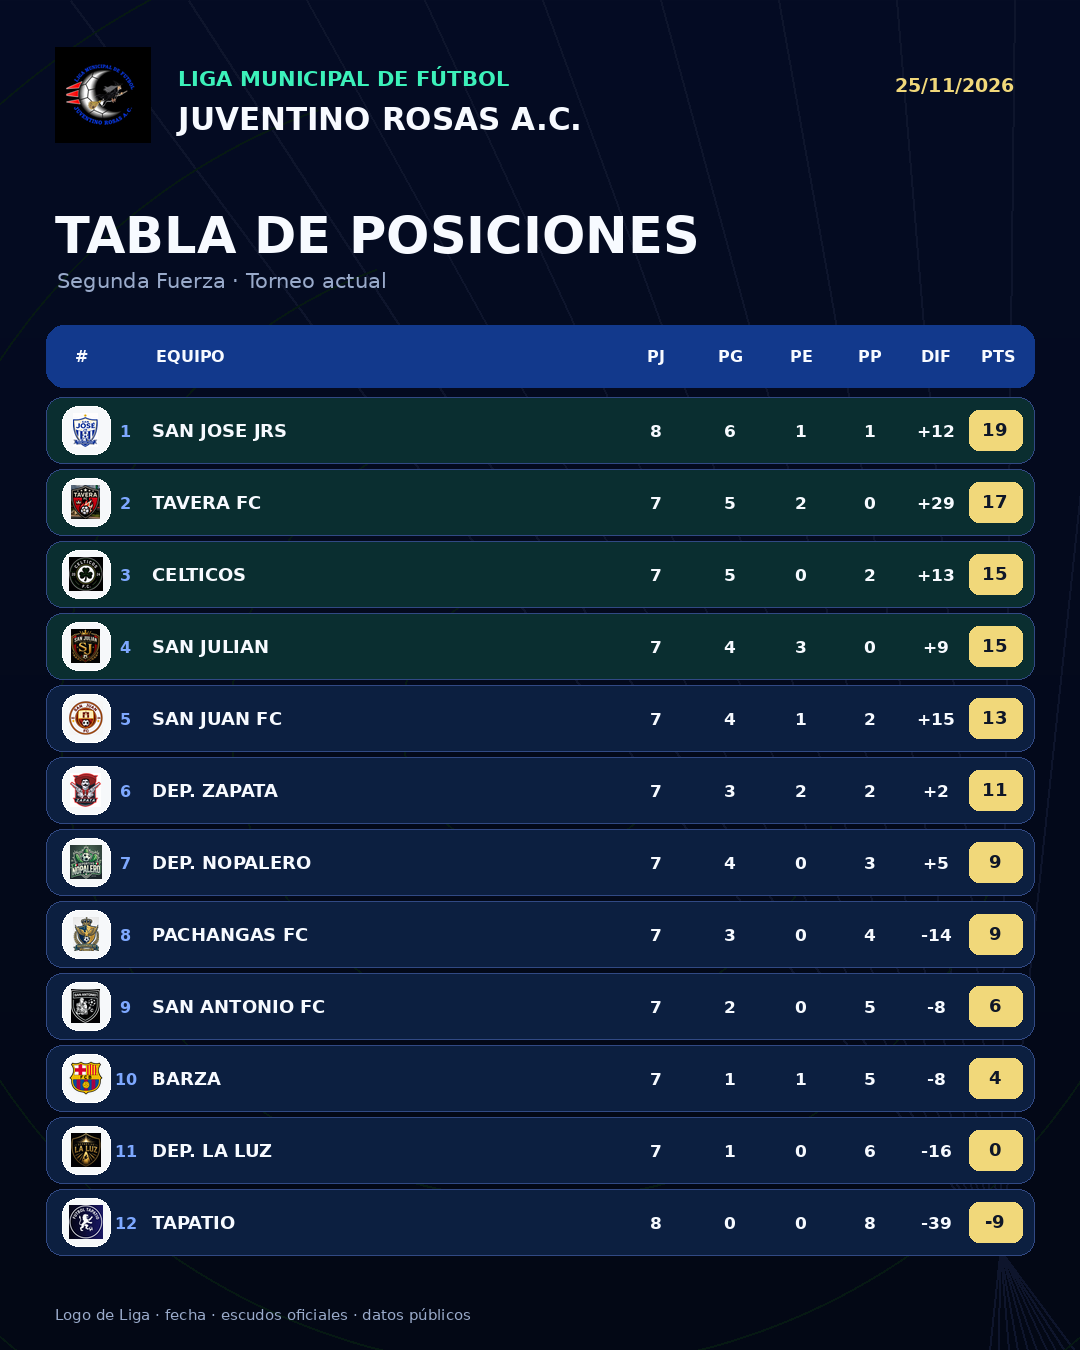 LIGA MUNICIPAL DE FÚTBOL
JUVENTINO ROSAS A.C.
25/11/2026
TABLA DE POSICIONES
Segunda Fuerza · Torneo actual
# EQUIPO PJ PG PE PP DIF PTS
1 SAN JOSE JRS 8 6 1 1 +12 19
2 TAVERA FC 7 5 2 0 +29 17
3 CELTICOS 7 5 0 2 +13 15
4 SAN JULIAN 7 4 3 0 +9 15
5 SAN JUAN FC 7 4 1 2 +15 13
6 DEP. ZAPATA 7 3 2 2 +2 11
7 DEP. NOPALERO 7 4 0 3 +5 9
8 PACHANGAS FC 7 3 0 4 -14 9
9 SAN ANTONIO FC 7 2 0 5 -8 6
10 BARZA 7 1 1 5 -8 4
11 DEP. LA LUZ 7 1 0 6 -16 0
12 TAPATIO 8 0 0 8 -39 -9
Logo de Liga · fecha · escudos oficiales · datos públicos